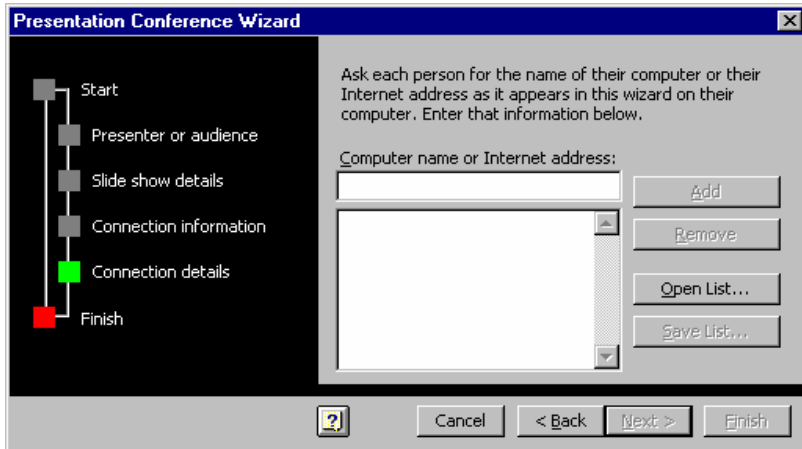 Presentation Conference Wizard
Start
Presenter or audience
Slide show details
Connection information
Connection details
Finish
Ask each person for the name of their computer or their
Internet address as it appears in this wizard on their
computer. Enter that information below.
Computer name or Internet address:
Add
Remove
Open List...
Save List...
Cancel
< Back
Next >
Finish